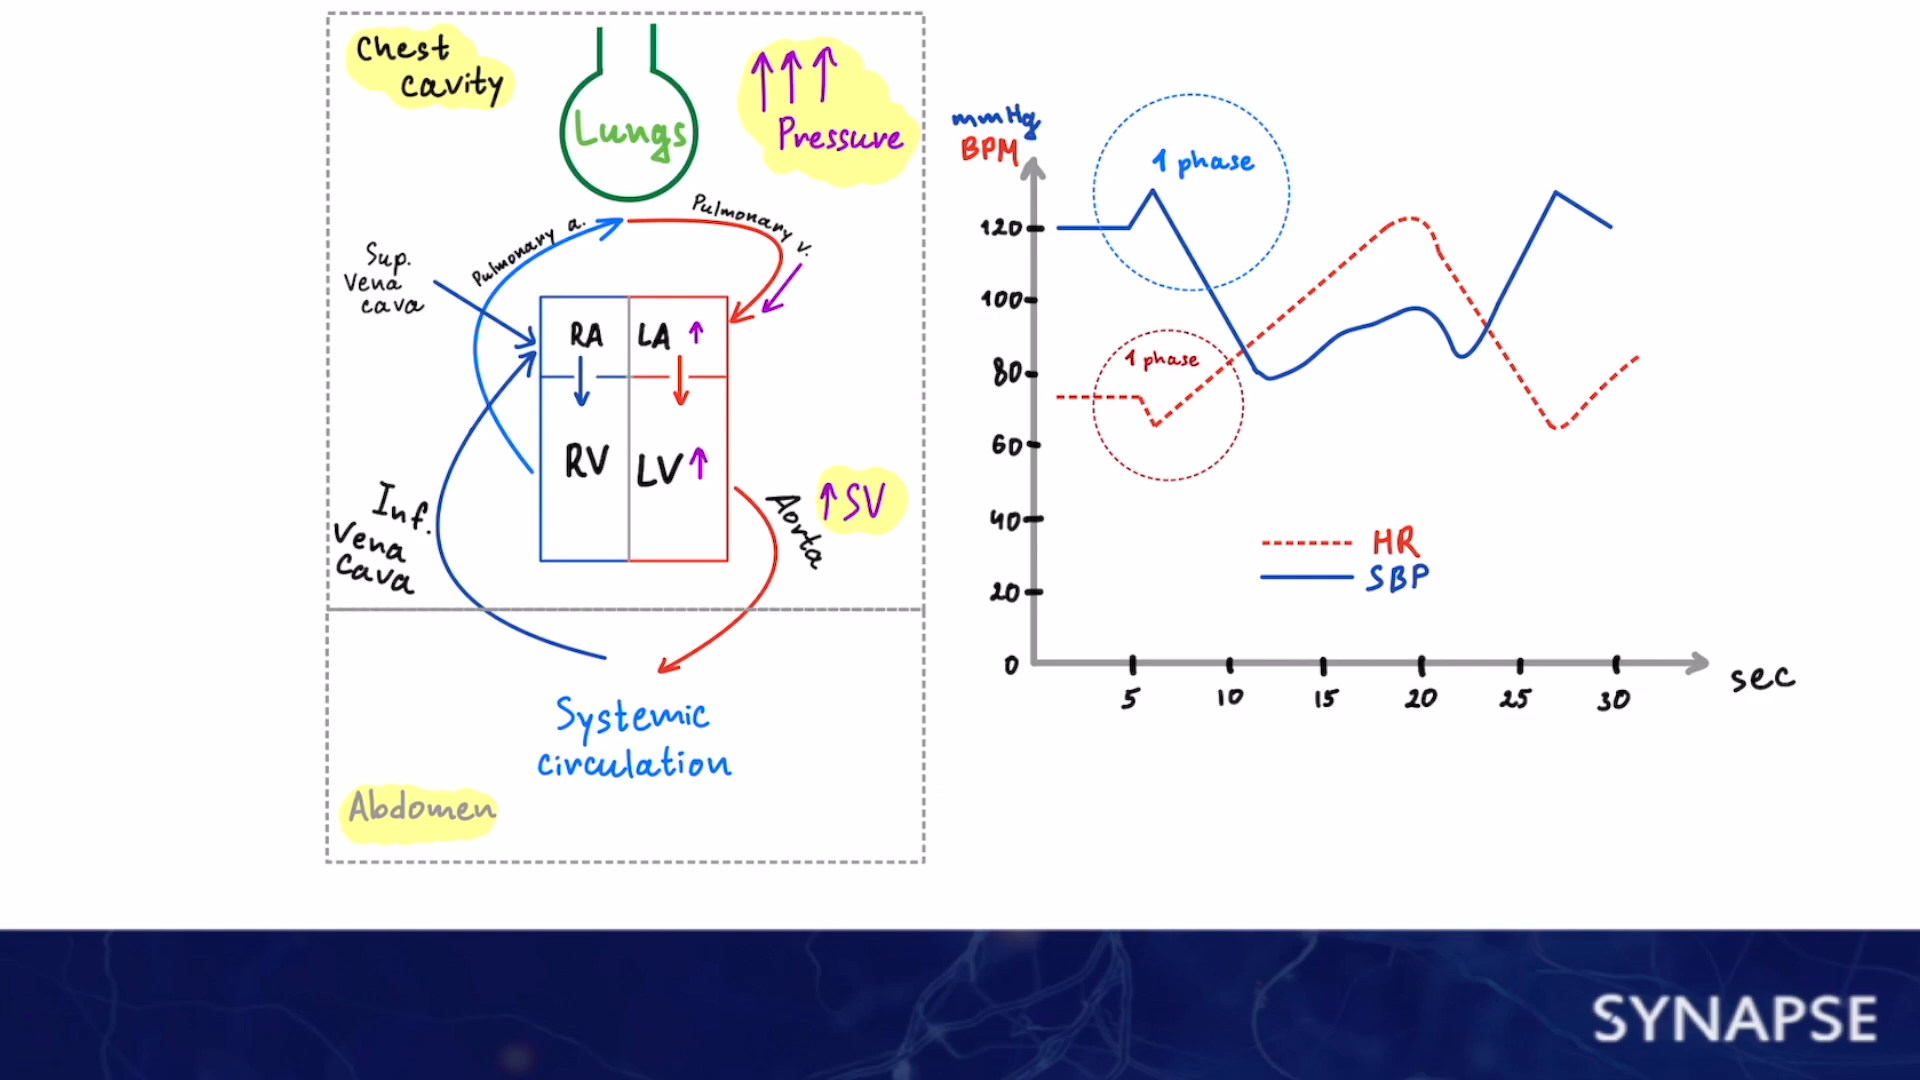 Chest
cavity
Lungs
↑↑↑
Pressure
Pulmonary a.
Pulmonary v.
Sup.
Vena
cava
RA
LA ↑
RV
LV ↑
Inf.
Vena
Cava
Aorta
↑ SV
Systemic
circulation
Abdomen
mmHg
BPM
1 phase
1 phase
120
100
80
60
40
20
0
5 10 15 20 25 30
sec
HR
SBP
SYNAPSE